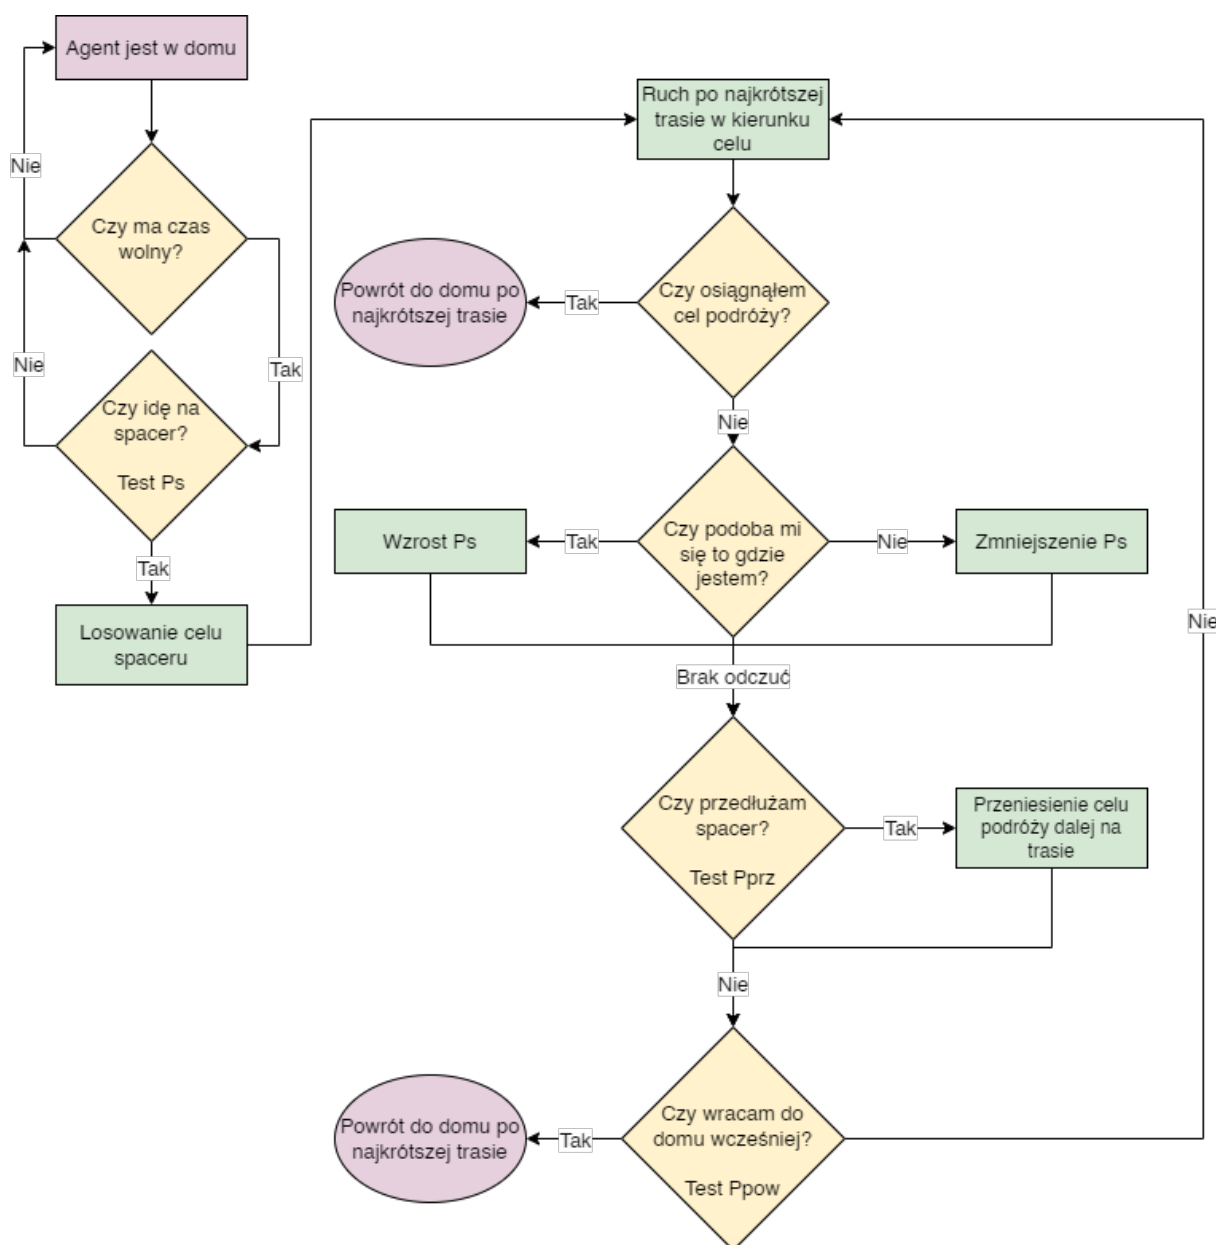 Agent jest w domu
Nie
Czy ma czas
wolny?
Nie
Tak
Czy idę na
spacer?
Test Ps
Tak
Losowanie celu
spaceru
Ruch po najkrótszej
trasie w kierunku
celu
Czy osiągnąłem
cel podróży?
Tak
Powrót do domu po
najkrótszej trasie
Nie
Czy podoba mi
się to gdzie
jestem?
Tak
Wzrost Ps
Nie
Zmniejszenie Ps
Brak odczuć
Czy przedłużam
spacer?
Test Pprz
Tak
Przeniesienie celu
podróży dalej na
trasie
Nie
Czy wracam do
domu wcześniej?
Test Ppow
Tak
Powrót do domu po
najkrótszej trasie
Nie